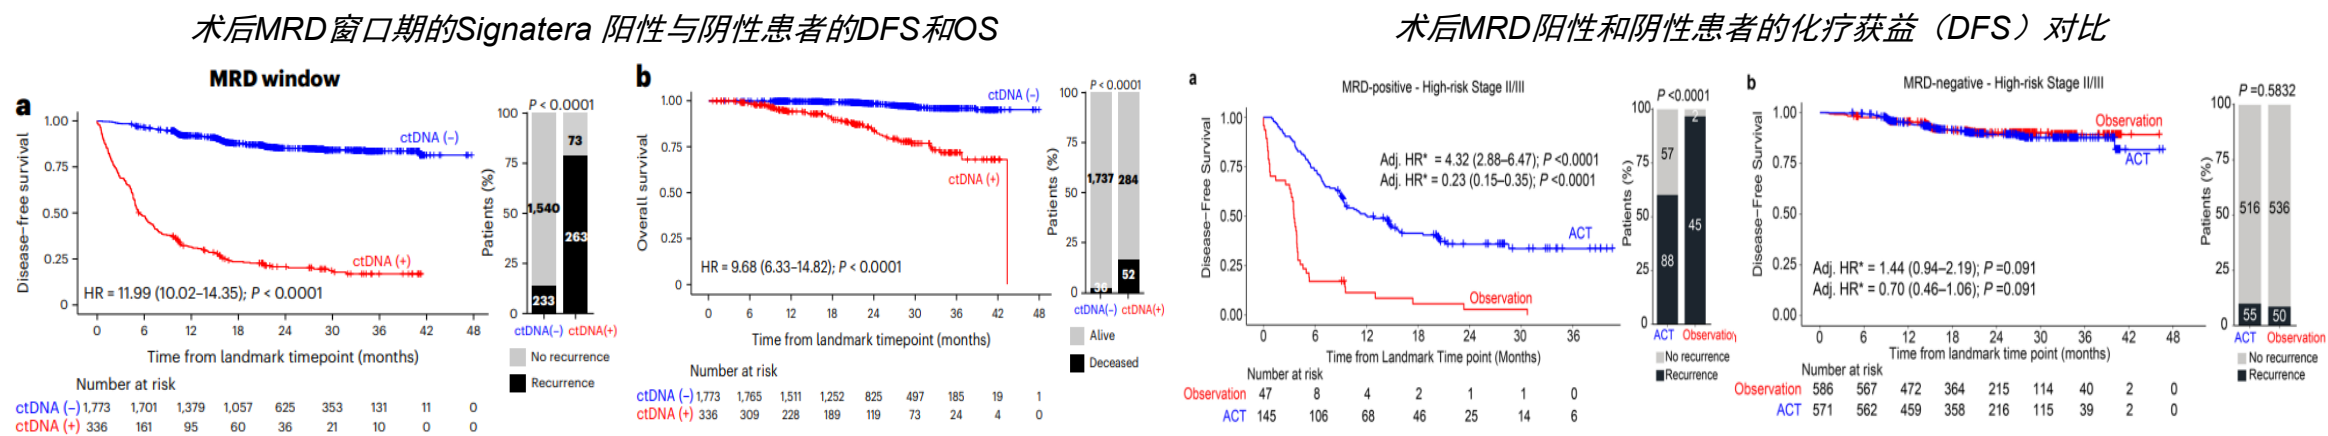 术后MRD窗口期的Signatera 阳性与阴性患者的DFS和OS
MRD window
a
Disease–free survival
1.00
0.75
0.50
0.25
0
ctDNA (–)
ctDNA (+)
HR = 11.99 (10.02–14.35); P < 0.0001
0 6 12 18 24 30 36 42 48
Time from landmark timepoint (months)
Number at risk
ctDNA (–) 1,773 1,701 1,379 1,057 625 353 131 11 0
ctDNA (+) 336 161 95 60 36 21 10 0 0
P < 0.0001
Patients (%)
100
75
50
25
0
73
1,540
263
233
ctDNA(–) ctDNA(+)
No recurrence
Recurrence
b
Overall survival
1.00
0.75
0.50
0.25
0
ctDNA (–)
ctDNA (+)
HR = 9.68 (6.33–14.82); P < 0.0001
0 6 12 18 24 30 36 42 48
Time from landmark timepoint (months)
Number at risk
ctDNA (–) 1,773 1,765 1,511 1,252 825 497 185 19 1
ctDNA (+) 336 309 228 189 119 73 24 4 0
P < 0.0001
Patients (%)
100
75
50
25
0
1,737 284
36
52
ctDNA(–) ctDNA(+)
Alive
Deceased
术后MRD阳性和阴性患者的化疗获益（DFS）对比
a
MRD-positive - High-risk Stage II/III
Disease–Free Survival
1.00
0.75
0.50
0.25
0.00
Adj. HR* = 4.32 (2.88–6.47); P <0.0001
Adj. HR* = 0.23 (0.15–0.35); P <0.0001
ACT
Observation
0 6 12 18 24 30 36
Time from Landmark Time point (Months)
Number at risk
Observation 47 8 4 2 1 1 0
ACT 145 106 68 46 25 14 6
P <0.0001
Patients (%)
100
75
50
25
0
2
57
45
88
ACT Observation
No recurrence
Recurrence
b
MRD-negative - High-risk Stage II/III
Disease–Free Survival
1.00
0.75
0.50
0.25
0.00
Observation
ACT
Adj. HR* = 1.44 (0.94–2.19); P =0.091
Adj. HR* = 0.70 (0.46–1.06); P =0.091
0 6 12 18 24 30 36 42 48
Time from landmark time point (months)
Number at risk
Observation 586 567 472 364 215 114 40 2 0
ACT 571 562 459 358 216 115 39 2 0
P =0.5832
Patients (%)
100
75
50
25
0
516 536
55 50
ACT Observation
No recurrence
Recurrence